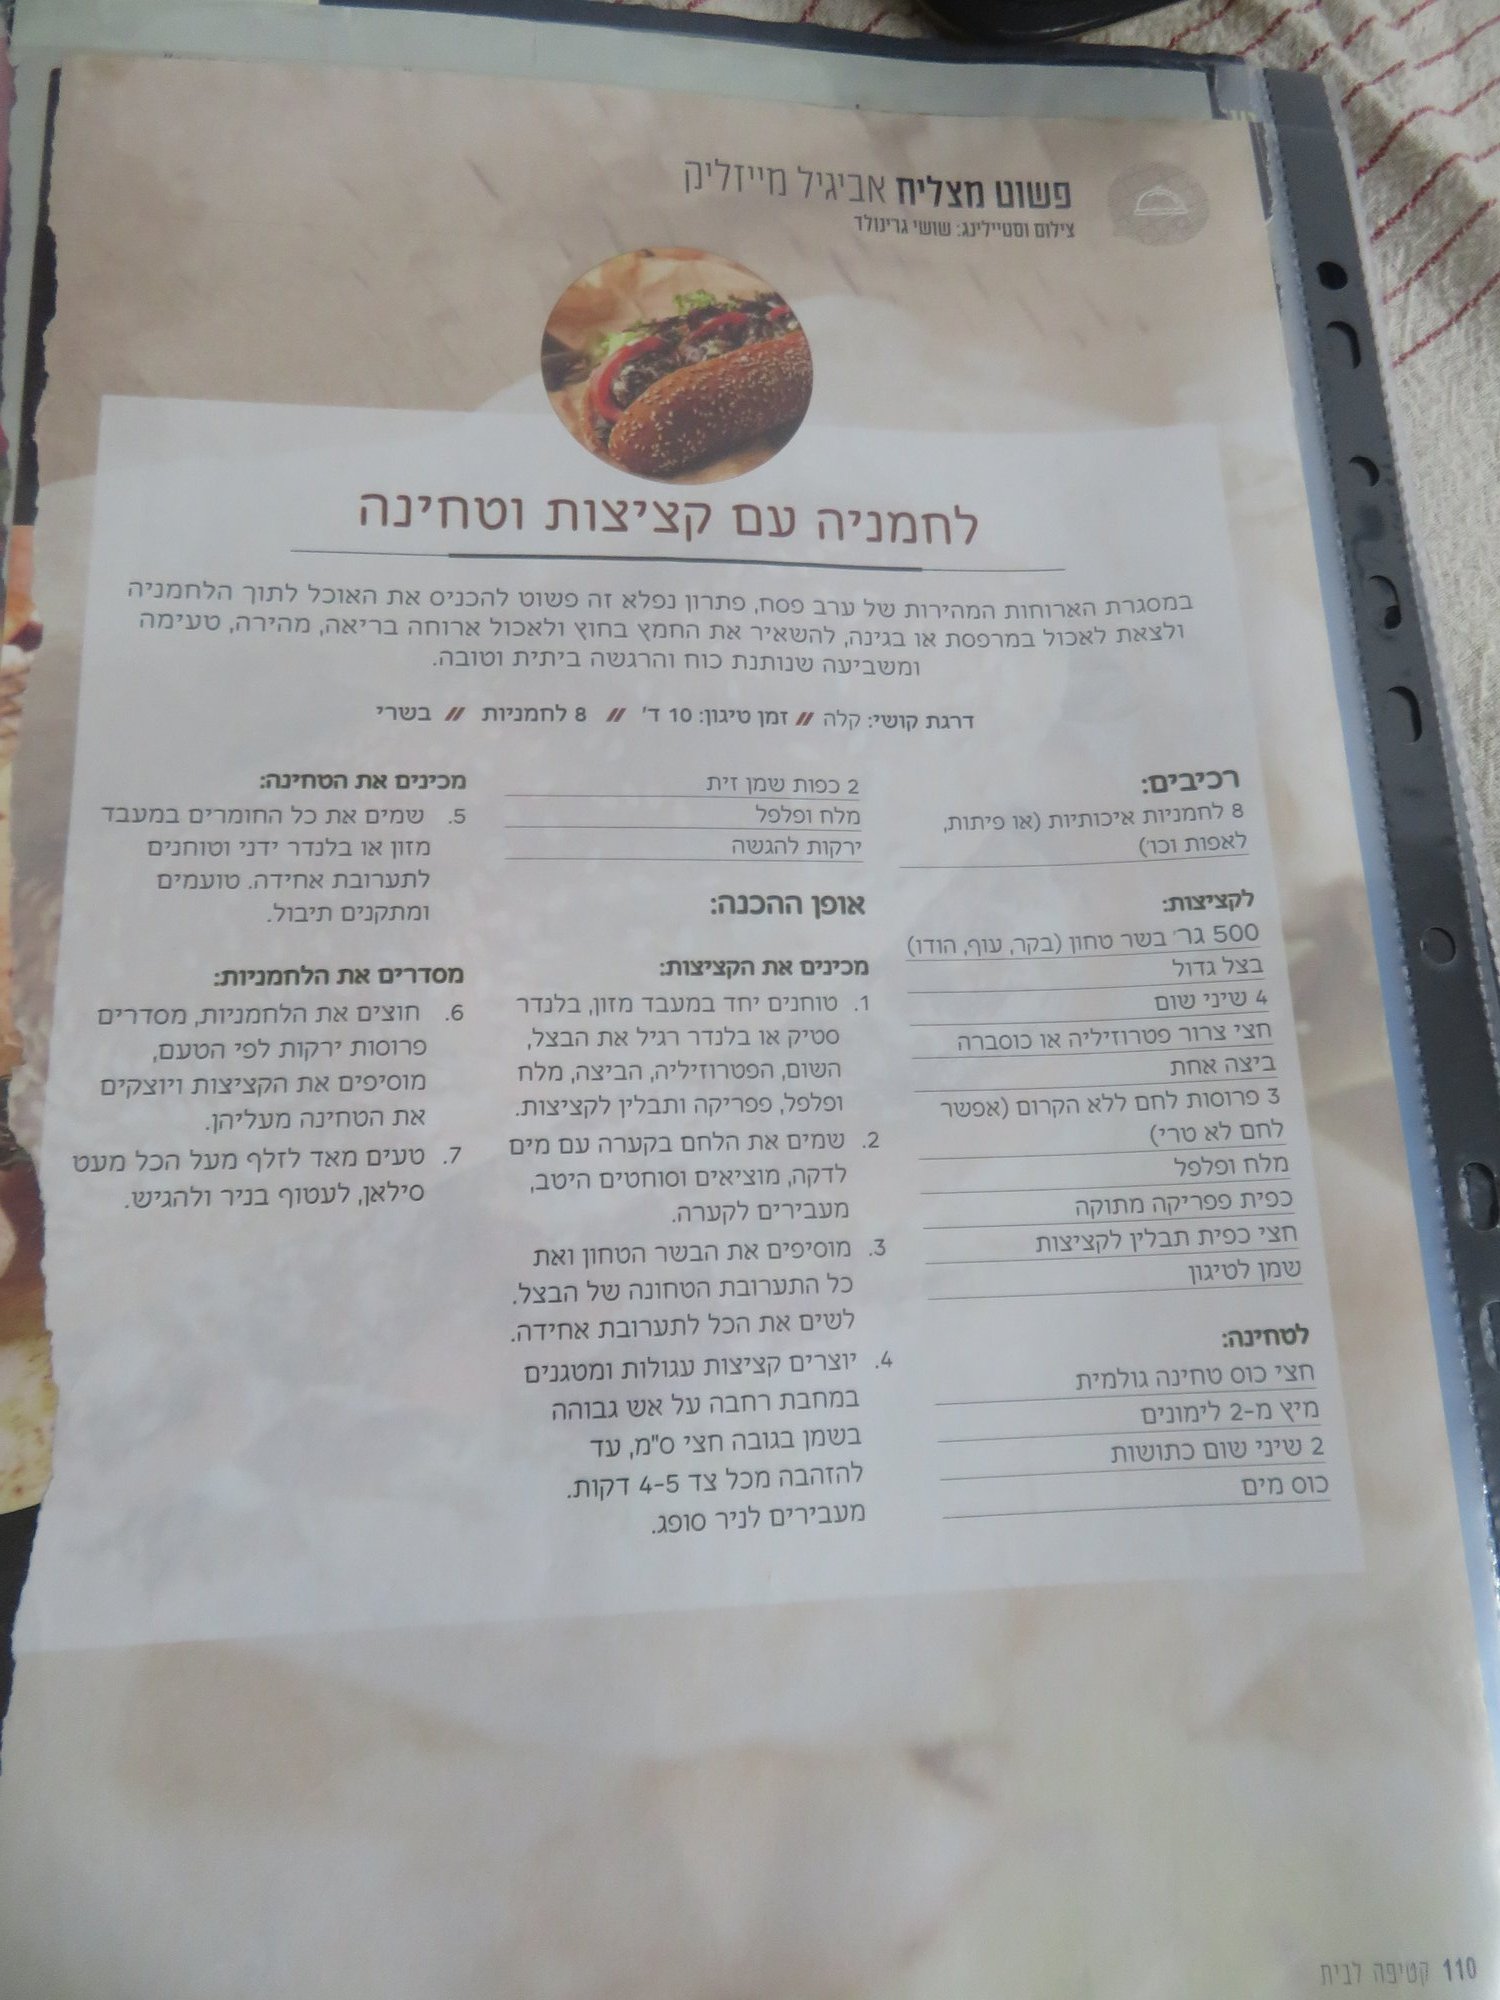 פשוט מצליח אביגיל מייזליק
צילום וסטיילינג: שושי גרינולד
לחמניה עם קציצות וטחינה
במסגרת הארוחות המהירות של ערב פסח, פתרון נפלא זה פשוט להכניס את האוכל לתוך הלחמניה
ולצאת לאכול במרפסת או בגינה, להשאיר את החמץ בחוץ ולאכול ארוחה בריאה, מהירה, טעימה
ומשביעה שנותנת כוח והרגשה ביתית וטובה.
דרגת קושי: קלה // זמן טיגון: 10 ד' // 8 לחמניות // בשרי
רכיבים:
8 לחמניות איכותיות (או פיתות,
לאפות וכו')
לקציצות:
500 גר' בשר טחון (בקר, עוף, הודו)
בצל גדול
4 שיני שום
חצי צרור פטרוזיליה או כוסברה
ביצה אחת
3 פרוסות לחם ללא הקרום (אפשר
לחם לא טרי)
מלח ופלפל
כפית פפריקה מתוקה
חצי כפית תבלין לקציצות
שמן לטיגון
לטחינה:
חצי כוס טחינה גולמית
מיץ מ-2 לימונים
2 שיני שום כתושות
כוס מים
2 כפות שמן זית
מלח ופלפל
ירקות להגשה
אופן ההכנה:
מכינים את הקציצות:
1. טוחנים יחד במעבד מזון, בלנדר
סטיק או בלנדר רגיל את הבצל,
השום, הפטרוזיליה, הביצה, מלח
ופלפל, פפריקה ותבלין לקציצות.
2. שמים את הלחם בקערה עם מים
לדקה, מוציאים וסוחטים היטב,
מעבירים לקערה.
3. מוסיפים את הבשר הטחון ואת
כל התערובת הטחונה של הבצל.
לשים את הכל לתערובת אחידה.
4. יוצרים קציצות עגולות ומטגנים
במחבת רחבה על אש גבוהה
בשמן בגובה חצי ס"מ, עד
להזהבה מכל צד 4-5 דקות.
מעבירים לניר סופג.
מכינים את הטחינה:
5. שמים את כל החומרים במעבד
מזון או בלנדר ידני וטוחנים
לתערובת אחידה. טועמים
ומתקנים תיבול.
מסדרים את הלחמניות:
6. חוצים את הלחמניות, מסדרים
פרוסות ירקות לפי הטעם,
מוסיפים את הקציצות ויוצקים
את הטחינה מעליהן.
7. טעים מאד לזלף מעל הכל מעט
סילאן, לעטוף בניר ולהגיש.
110 קטיפה לבית